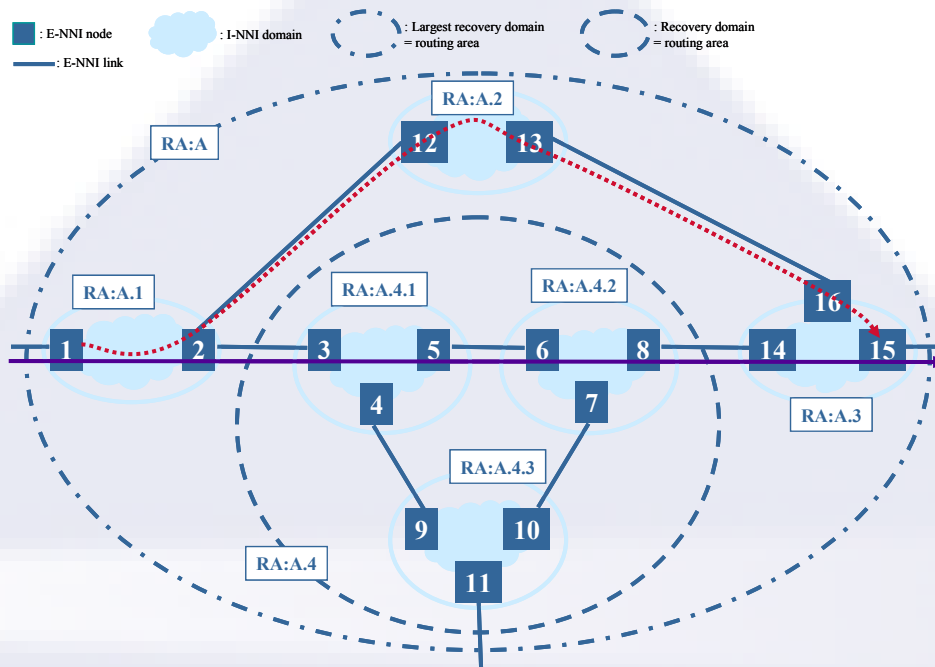 : E-NNI node
: I-NNI domain
: Largest recovery domain
= routing area
: Recovery domain
= routing area
: E-NNI link
RA:A.2
12
13
RA:A
RA:A.1
RA:A.4.1
RA:A.4.2
16
1
2
3
5
6
8
14
15
4
7
RA:A.3
RA:A.4.3
9
10
RA:A.4
11